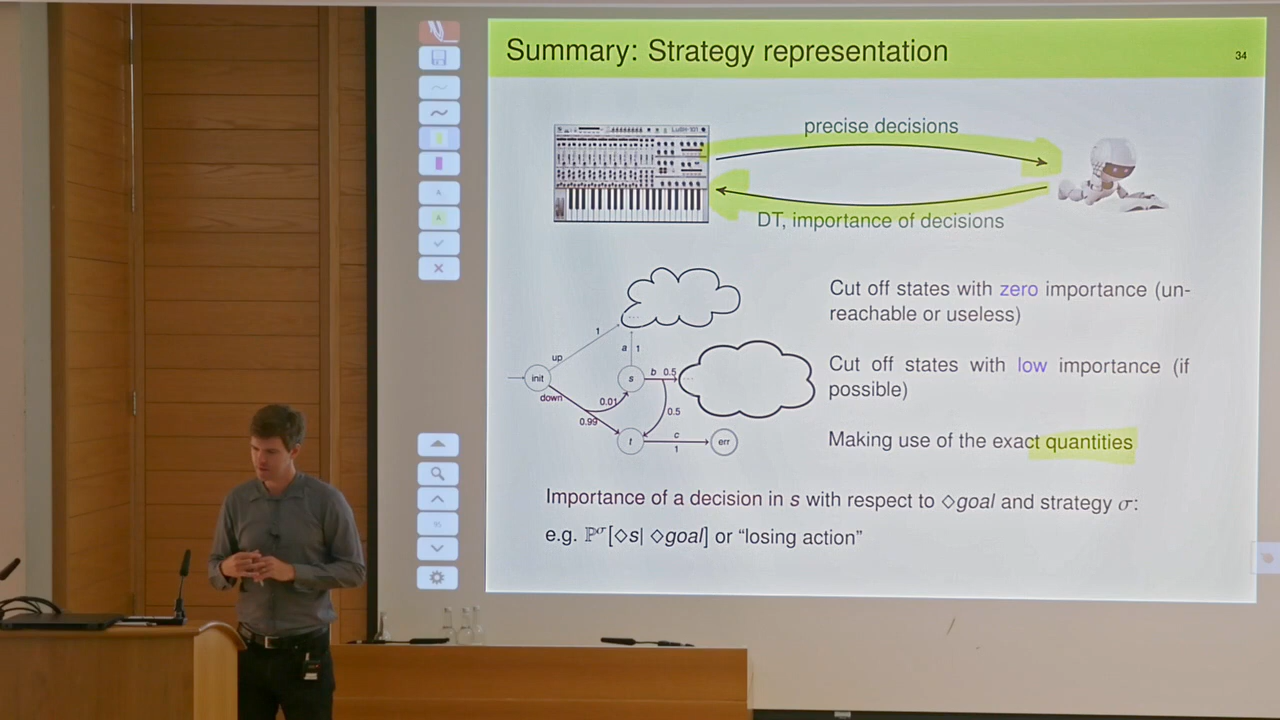 Summary: Strategy representation
34
precise decisions
DT, importance of decisions
Cut off states with zero importance (un-
reachable or useless)
1
up
a 1
init
s
b 0.5
Cut off states with low importance (if
possible)
down
0.01
0.99
0.5
t
c
1
err
Making use of the exact quantities
Importance of a decision in s with respect to ◇goal and strategy σ:
e.g. ℙσ[◇s| ◇goal] or “losing action”